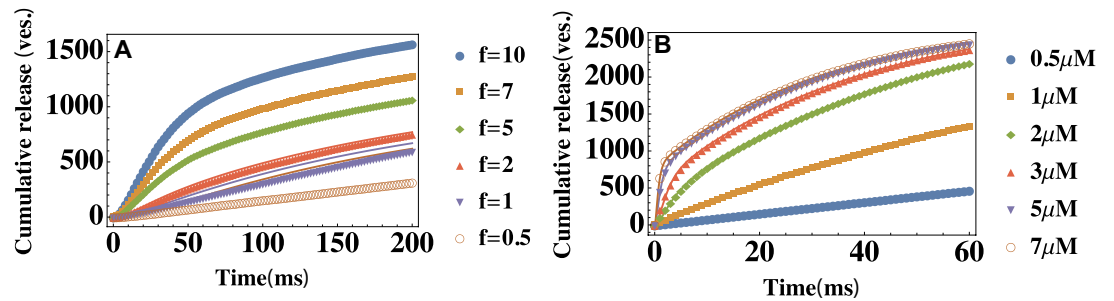 A
Cumulative release (ves.)
1500
1000
500
0
0
50
100
150
200
Time(ms)
f=10
f=7
f=5
f=2
f=1
f=0.5
B
Cumulative release(ves.)
2500
2000
1500
1000
500
0
0
20
40
60
Time(ms)
0.5μM
1μM
2μM
3μM
5μM
7μM